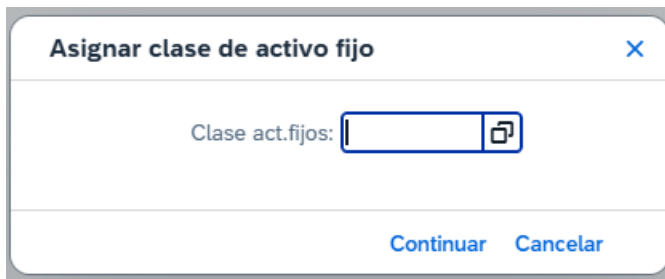 Asignar clase de activo fijo
Clase act.fijos:
Continuar Cancelar